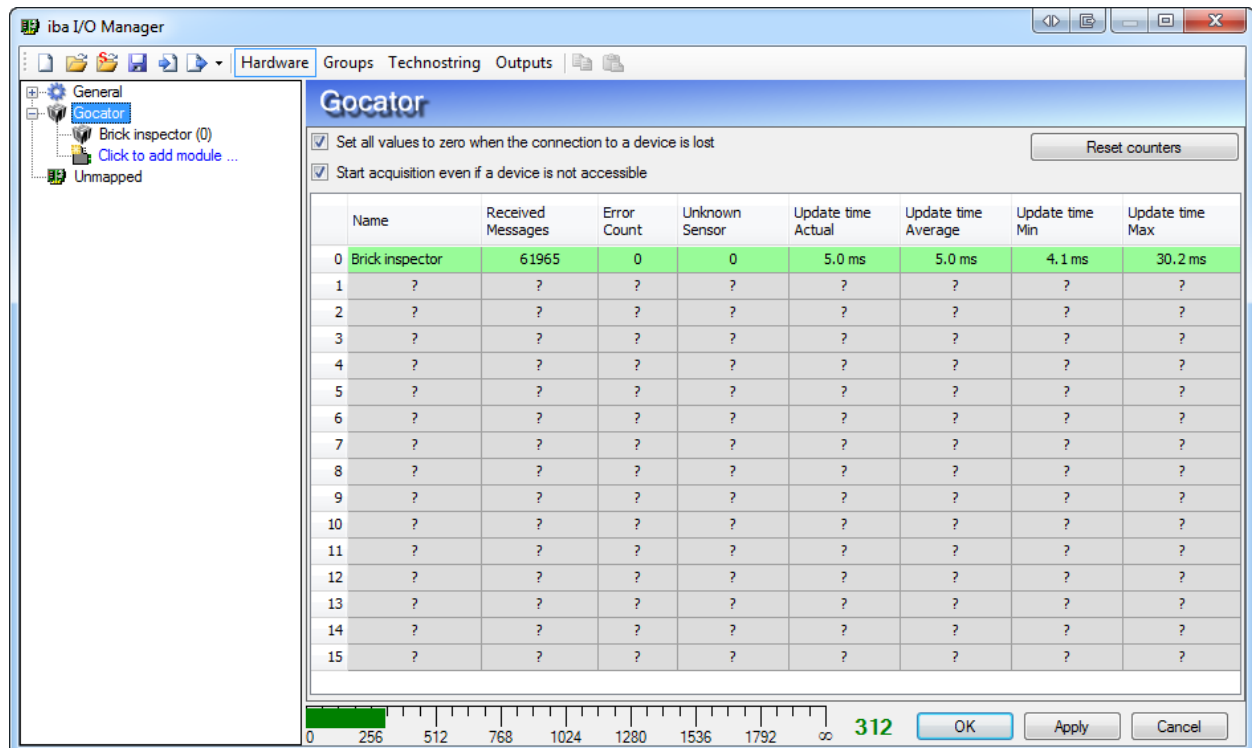 iba I/O Manager
Hardware Groups Technostring Outputs
General
Gocator
Brick inspector (0)
Click to add module ...
Unmapped
Gocator
Set all values to zero when the connection to a device is lost
Reset counters
Start acquisition even if a device is not accessible
Name Received Messages Error Count Unknown Sensor Update time Actual Update time Average Update time Min Update time Max
0 Brick inspector 61965 0 0 5.0 ms 5.0 ms 4.1 ms 30.2 ms
1 ? ? ? ? ? ? ? ?
2 ? ? ? ? ? ? ? ?
3 ? ? ? ? ? ? ? ?
4 ? ? ? ? ? ? ? ?
5 ? ? ? ? ? ? ? ?
6 ? ? ? ? ? ? ? ?
7 ? ? ? ? ? ? ? ?
8 ? ? ? ? ? ? ? ?
9 ? ? ? ? ? ? ? ?
10 ? ? ? ? ? ? ? ?
11 ? ? ? ? ? ? ? ?
12 ? ? ? ? ? ? ? ?
13 ? ? ? ? ? ? ? ?
14 ? ? ? ? ? ? ? ?
15 ? ? ? ? ? ? ? ?
0 256 512 768 1024 1280 1536 1792 ∞ 312 OK Apply Cancel